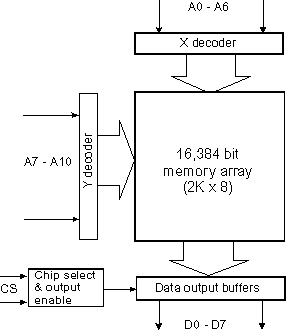 A0 - A6
X decoder
A7 - A10
Y decoder
16,384 bit
memory array
(2K x 8)
Chip select
& output
enable
CS
Data output buffers
D0 - D7